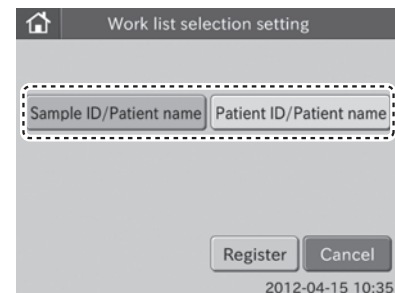 Work list selection setting
Sample ID/Patient name Patient ID/Patient name
Register Cancel
2012-04-15 10:35